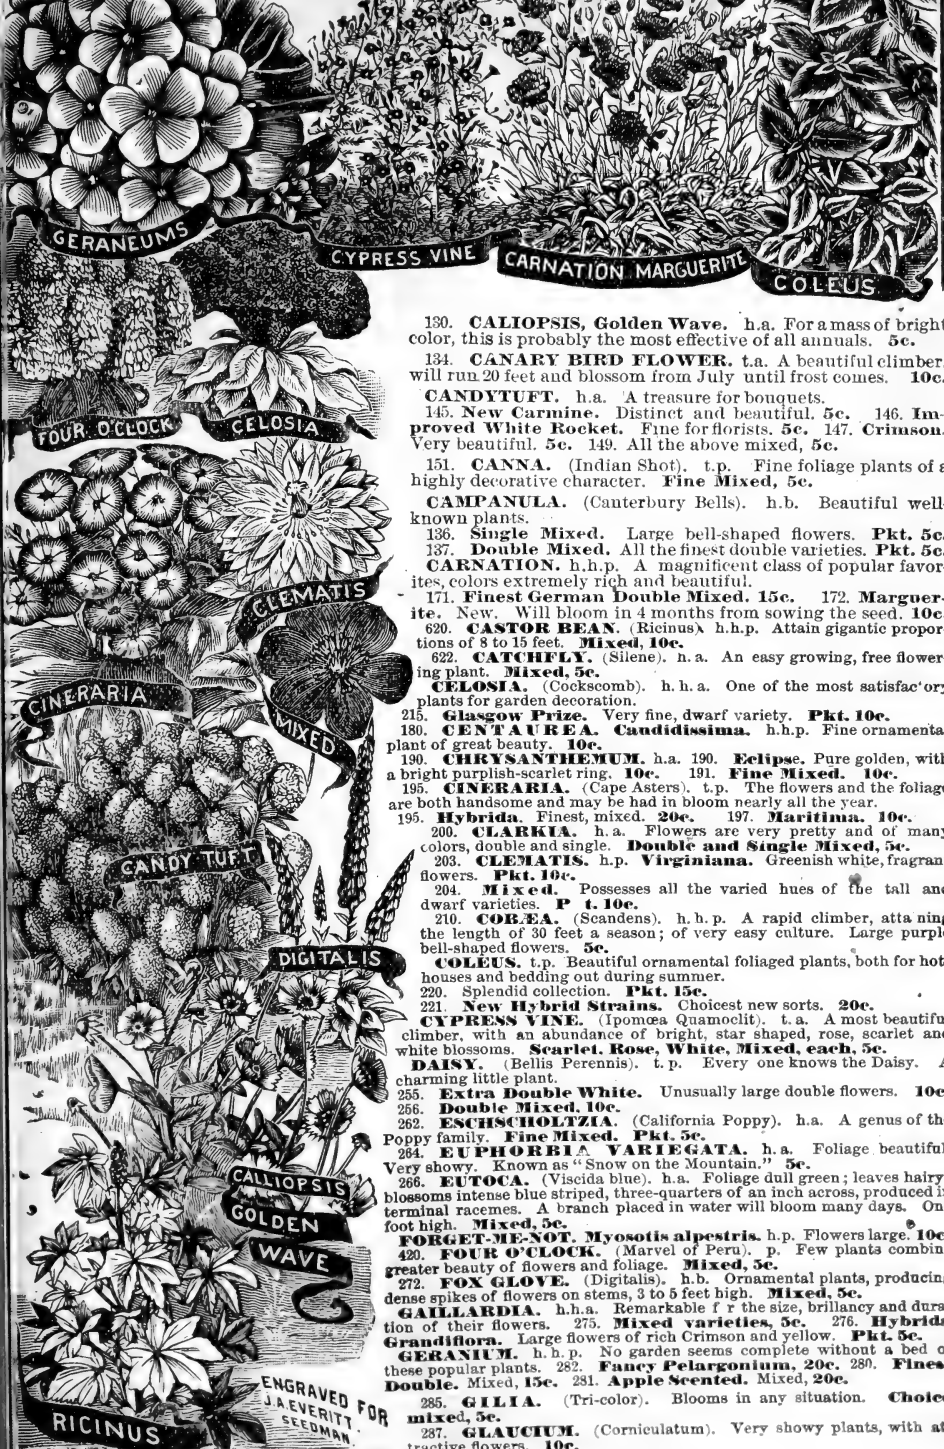 GERANEUMS
CYPRESS VINE
CARNATION MARGUERITE
COLEUS
FOUR O'CLOCK
CELOSIA
CLEMATIS
CINERARIA
MIXED
CANDY TUFT
DIGITALIS
CALLIOPSIS
GOLDEN
WAVE
RICINUS
ENGRAVED FOR
J.A. EVERITT
SEEDMAN.
130. CALIOPSIS, Golden Wave. h.a. For a mass of bright
color, this is probably the most effective of all annuals. 5c.
134. CANARY BIRD FLOWER. t.a. A beautiful climber
will run 20 feet and blossom from July until frost comes. 10c.
CANDYTUFT. h.a. A treasure for bouquets.
145. New Carmine. Distinct and beautiful. 5c. 146. Im-
proved White Rocket. Fine for florists. 5c. 147. Crimson.
Very beautiful. 5c. 149. All the above mixed, 5c.
151. CANNA. (Indian Shot). t.p. Fine foliage plants of
highly decorative character. Fine Mixed, 5c.
CAMPANULA. (Canterbury Bells). h.b. Beautiful well
known plants.
136. Single Mixed. Large bell-shaped flowers. Pkt. 5c.
137. Double Mixed. All the finest double varieties. Pkt. 5c.
CARNATION. h.h.p. A magnificent class of popular favor-
ites, colors extremely rich and beautiful.
171. Finest German Double Mixed. 15c. 172. Marguer-
ite. New. Will bloom in 4 months from sowing the seed. 10c
620. CASTOR BEAN. (Ricinus) h.h.p. Attain gigantic propor
tions of 8 to 15 feet. Mixed, 10c.
622. CATCHFLY. (Silene). h.a. An easy growing, free flower
ing plant. Mixed, 5c.
CELOSIA. (Cockscomb). h.h.a. One of the most satisfac'ory
plants for garden decoration.
215. Glasgow Prize. Very fine, dwarf variety. Pkt. 10c.
180. CENTAUREA. Candidissima. h.h.p. Fine ornamenta
plant of great beauty. 10c.
190. CHRYSANTHEMUM. h.a. 190. Eclipse. Pure golden, with
a bright purplish-scarlet ring. 10c. 191. Fine Mixed. 10c.
195. CINERARIA. (Cape Asters). t.p. The flowers and the foliage
are both handsome and may be had in bloom nearly all the year.
195. Hybrida. Finest, mixed. 20c. 197. Maritima. 10c.
200. CLARKIA. h.a. Flowers are very pretty and of many
colors, double and single. Double and Single Mixed, 5c.
203. CLEMATIS. h.p. Virginiana. Greenish white, fragran
flowers. Pkt. 10c.
204. Mixed. Possesses all the varied hues of the tall and
dwarf varieties. P t. 10c.
210. COBÆA. (Scandens). h.h.p. A rapid climber, atta ning
the length of 30 feet a season; of very easy culture. Large purple
bell-shaped flowers. 5c.
COLEUS. t.p. Beautiful ornamental foliaged plants, both for hot
houses and bedding out during summer.
220. Splendid collection. Pkt. 15c.
221. New Hybrid Strains. Choicest new sorts. 20c.
CYPRESS VINE. (Ipomœa Quamoclit). t.a. A most beautifu
climber, with an abundance of bright, star shaped, rose, scarlet and
white blossoms. Scarlet, Rose, White, Mixed, each, 5c.
DAISY. (Bellis Perennis). t.p. Every one knows the Daisy. A
charming little plant.
255. Extra Double White. Unusually large double flowers. 10c
256. Double Mixed. 10c.
262. ESCHSCHOLTZIA. (California Poppy). h.a. A genus of th
Poppy family. Fine Mixed. Pkt. 5c.
264. EUPHORBIA VARIEGATA. h.a. Foliage beautiful
Very showy. Known as "Snow on the Mountain." 5c.
266. EUTOCA. (Viscida blue). h.a. Foliage dull green; leaves hairy
blossoms intense blue striped, three-quarters of an inch across, produced i
terminal racemes. A branch placed in water will bloom many days. On
foot high. Mixed, 5c.
FORGET-ME-NOT. Myosotis alpestris. h.p. Flowers large. 10c
420. FOUR O'CLOCK. (Marvel of Peru). p. Few plants combin
greater beauty of flowers and foliage. Mixed, 5c.
272. FOX GLOVE. (Digitalis). h.b. Ornamental plants, producin
dense spikes of flowers on stems, 3 to 5 feet high. Mixed, 5c.
GAILLARDIA. h.h.a. Remarkable f r the size, brillancy and dura
tion of their flowers. 275. Mixed varieties, 5c. 276. Hybrida
Grandiflora. Large flowers of rich Crimson and yellow. Pkt. 5c.
GERANIUM. h.h.p. No garden seems complete without a bed o
these popular plants. 282. Fancy Pelargonium, 20c. 280. Fines
Double. Mixed, 15c. 281. Apple Scented. Mixed, 20c.
285. GILIA. (Tri-color). Blooms in any situation. Choice
mixed, 5c.
287. GLAUCIUM. (Corniculatum). Very showy plants, with at
tractive flowers. 10c.